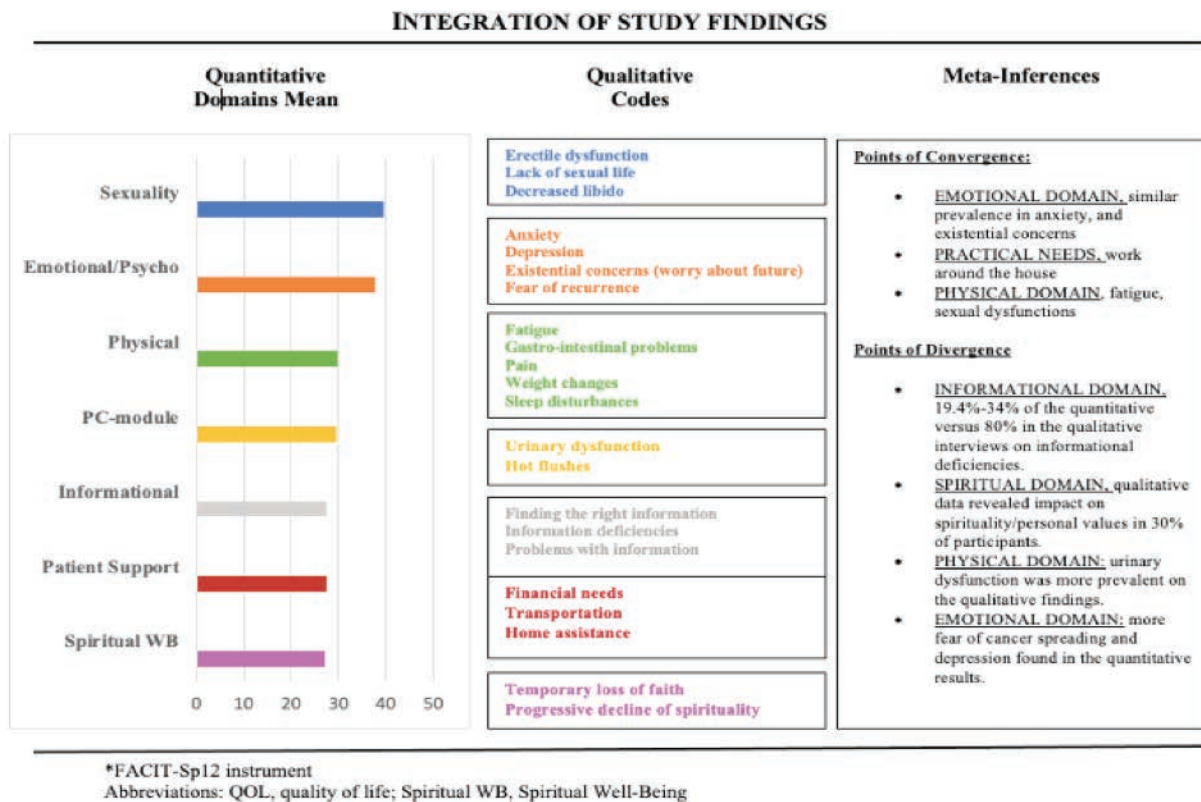 INTEGRATION OF STUDY FINDINGS
Quantitative
Domains Mean
Sexuality
Emotional/Psycho
Physical
PC-module
Informational
Patient Support
Spiritual WB
0 10 20 30 40 50
Qualitative
Codes
Erectile dysfunction
Lack of sexual life
Decreased libido
Anxiety
Depression
Existential concerns (worry about future)
Fear of recurrence
Fatigue
Gastro-intestinal problems
Pain
Weight changes
Sleep disturbances
Urinary dysfunction
Hot flushes
Finding the right information
Information deficiencies
Problems with information
Financial needs
Transportation
Home assistance
Temporary loss of faith
Progressive decline of spirituality
Meta-Inferences
Points of Convergence:
• EMOTIONAL DOMAIN, similar
prevalence in anxiety, and
existential concerns
• PRACTICAL NEEDS, work
around the house
• PHYSICAL DOMAIN, fatigue,
sexual dysfunctions
Points of Divergence
• INFORMATIONAL DOMAIN,
19.4%-34% of the quantitative
versus 80% in the qualitative
interviews on informational
deficiencies.
• SPIRITUAL DOMAIN, qualitative
data revealed impact on
spirituality/personal values in 30%
of participants.
• PHYSICAL DOMAIN: urinary
dysfunction was more prevalent on
the qualitative findings.
• EMOTIONAL DOMAIN: more
fear of cancer spreading and
depression found in the quantitative
results.
*FACIT-Sp12 instrument
Abbreviations: QOL, quality of life; Spiritual WB, Spiritual Well-Being